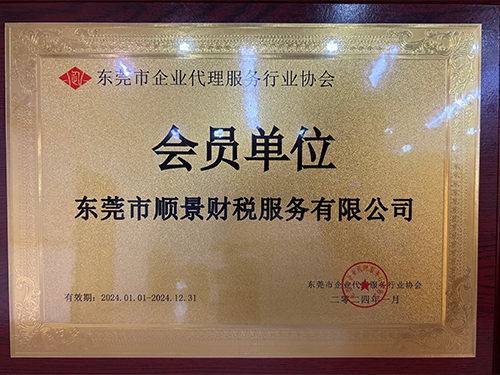 东莞市企业代理服务行业协会
会员单位
东莞市顺景财税服务有限公司
东莞市企业代理服务行业协会
有效期：2024.01.01-2024.12.31
二零二四年一月